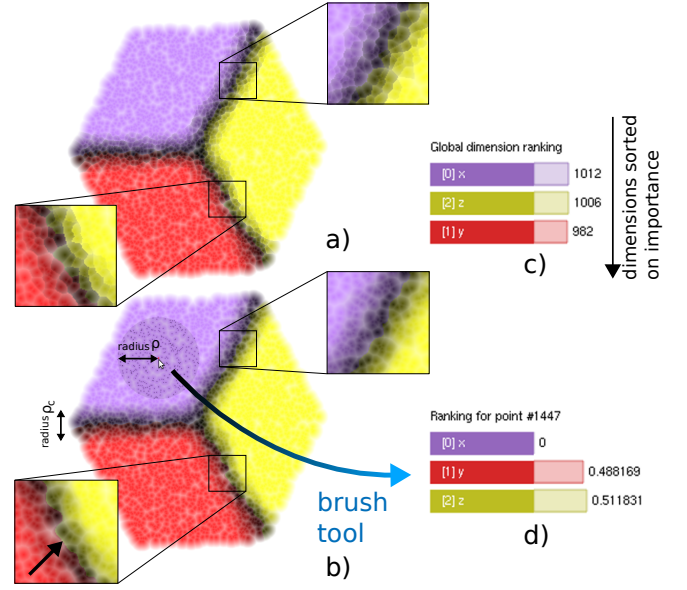 a)
Global dimension ranking
[0] x 1012
[2] z 1006
[1] y 982
c)
dimensions sorted
on importance
radius ρ
radius ρc
brush
tool
b)
Ranking for point #1447
[0] x 0
[1] y 0.488169
[2] z 0.511831
d)